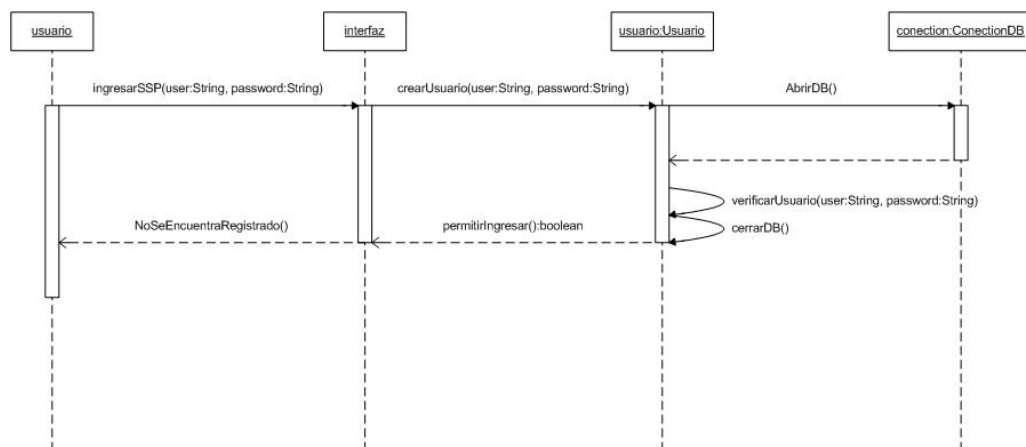 usuario
interfaz
usuario:Usuario
conection:ConectionDB
ingresarSSP(user:String, password:String)
crearUsuario(user:String, password:String)
AbrirDB()
verificarUsuario(user:String, password:String)
NoSeEncuentraRegistrado()
permitirIngresar():boolean
cerrarDB()